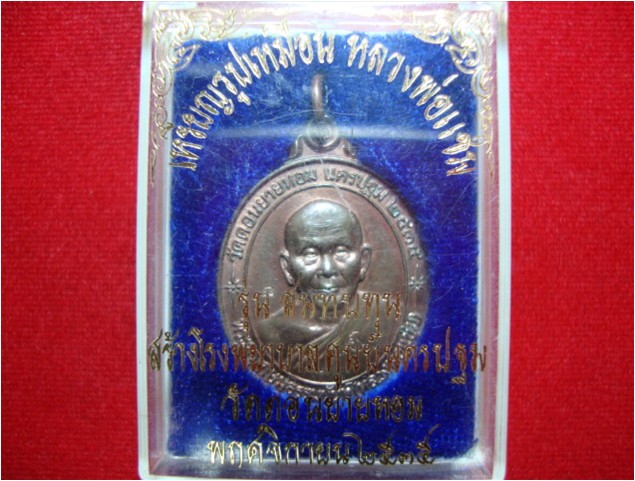 เหรียญรูปเหมือน หลวงพ่อแช่ม
วัดดอนยายหอม นครปฐม ๒๕๓๕
รุ่น สมทบทุน
สร้างโรงพยาบาลศูนย์นครปฐม
วัดดอนยายหอม
พฤศจิกายน ๒๕๓๕